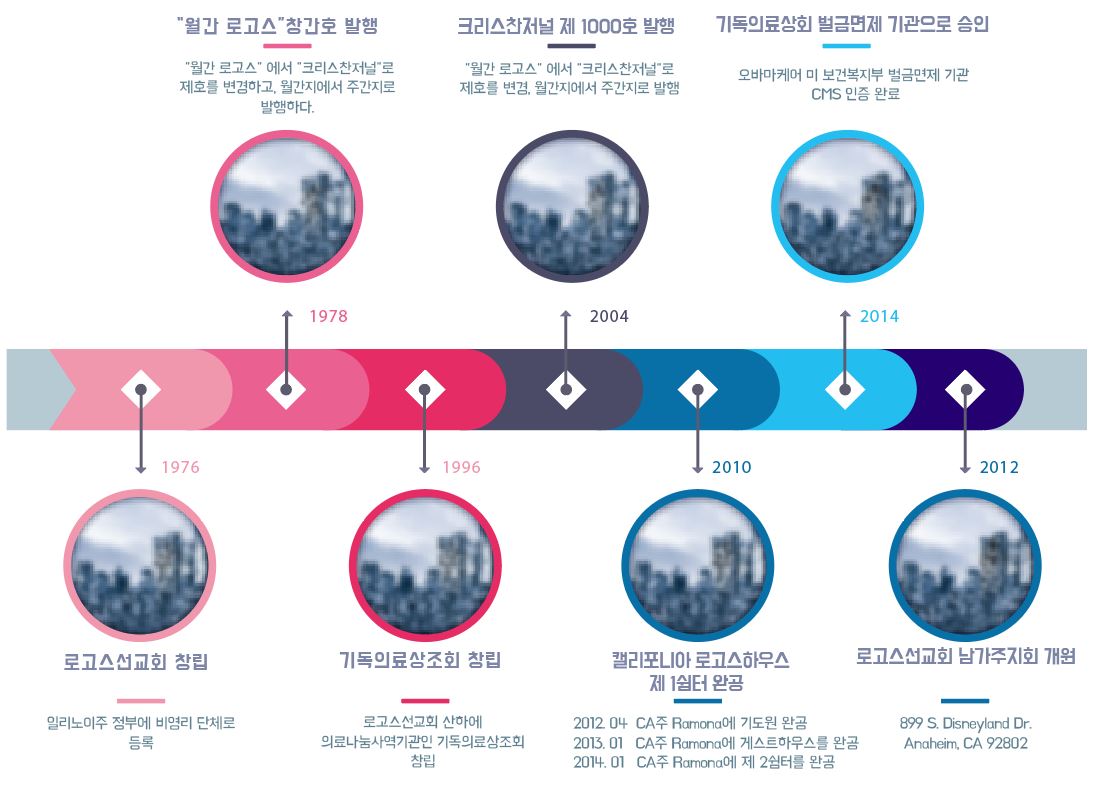 "월간 로고스"창간호 발행
"월간 로고스" 에서 "크리스찬저널"로
제호를 변경하고, 월간지에서 주간지로
발행하다.
크리스찬저널 제 1000호 발행
"월간 로고스" 에서 "크리스찬저널"로
제호를 변경, 월간지에서 주간지로 발행
기독의료상회 벌금면제 기관으로 승인
오바마케어 미 보건복지부 벌금면제 기관
CMS 인증 완료
1978
2004
2014
1976
1996
2010
2012
로고스선교회 창립
일리노이주 정부에 비영리 단체로
등록
기독의료상조회 창립
로고스선교회 산하에
의료나눔사역기관인 기독의료상조회
창립
캘리포니아 로고스하우스
제 1쉼터 완공
2012. 04 CA주 Ramona에 기도원 완공
2013. 01 CA주 Ramona에 게스트하우스를 완공
2014. 01 CA주 Ramona에 제 2쉼터를 완공
로고스선교회 남가주지회 개원
899 S. Disneyland Dr.
Anaheim, CA 92802